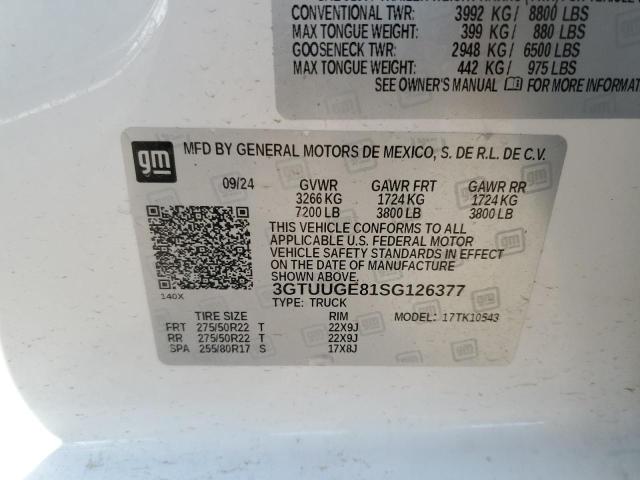 CONVENTIONAL TWR: 3992 KG/ 8800 LBS
MAX TONGUE WEIGHT: 399 KG/ 880 LBS
GOOSENECK TWR: 2948 KG/ 6500 LBS
MAX TONGUE WEIGHT: 442 KG/ 975 LBS
SEE OWNER'S MANUAL FOR MORE INFORMAT
gm MFD BY GENERAL MOTORS DE MEXICO, S. DE R.L. DE C.V.
09/24 GVWR GAWR FRT GAWR RR
3266 KG 1724 KG 1724 KG
7200 LB 3800 LB 3800 LB
THIS VEHICLE CONFORMS TO ALL
APPLICABLE U.S. FEDERAL MOTOR
VEHICLE SAFETY STANDARDS IN EFFECT ON
THE DATE OF MANUFACTURE SHOWN ABOVE.
3GTUUGE81SG126377
140X TYPE: TRUCK
TIRE SIZE RIM MODEL: 17TK10543
FRT 275/50R22 T 22X9J
RR 275/50R22 T 22X9J
SPA 255/80R17 S 17X8J